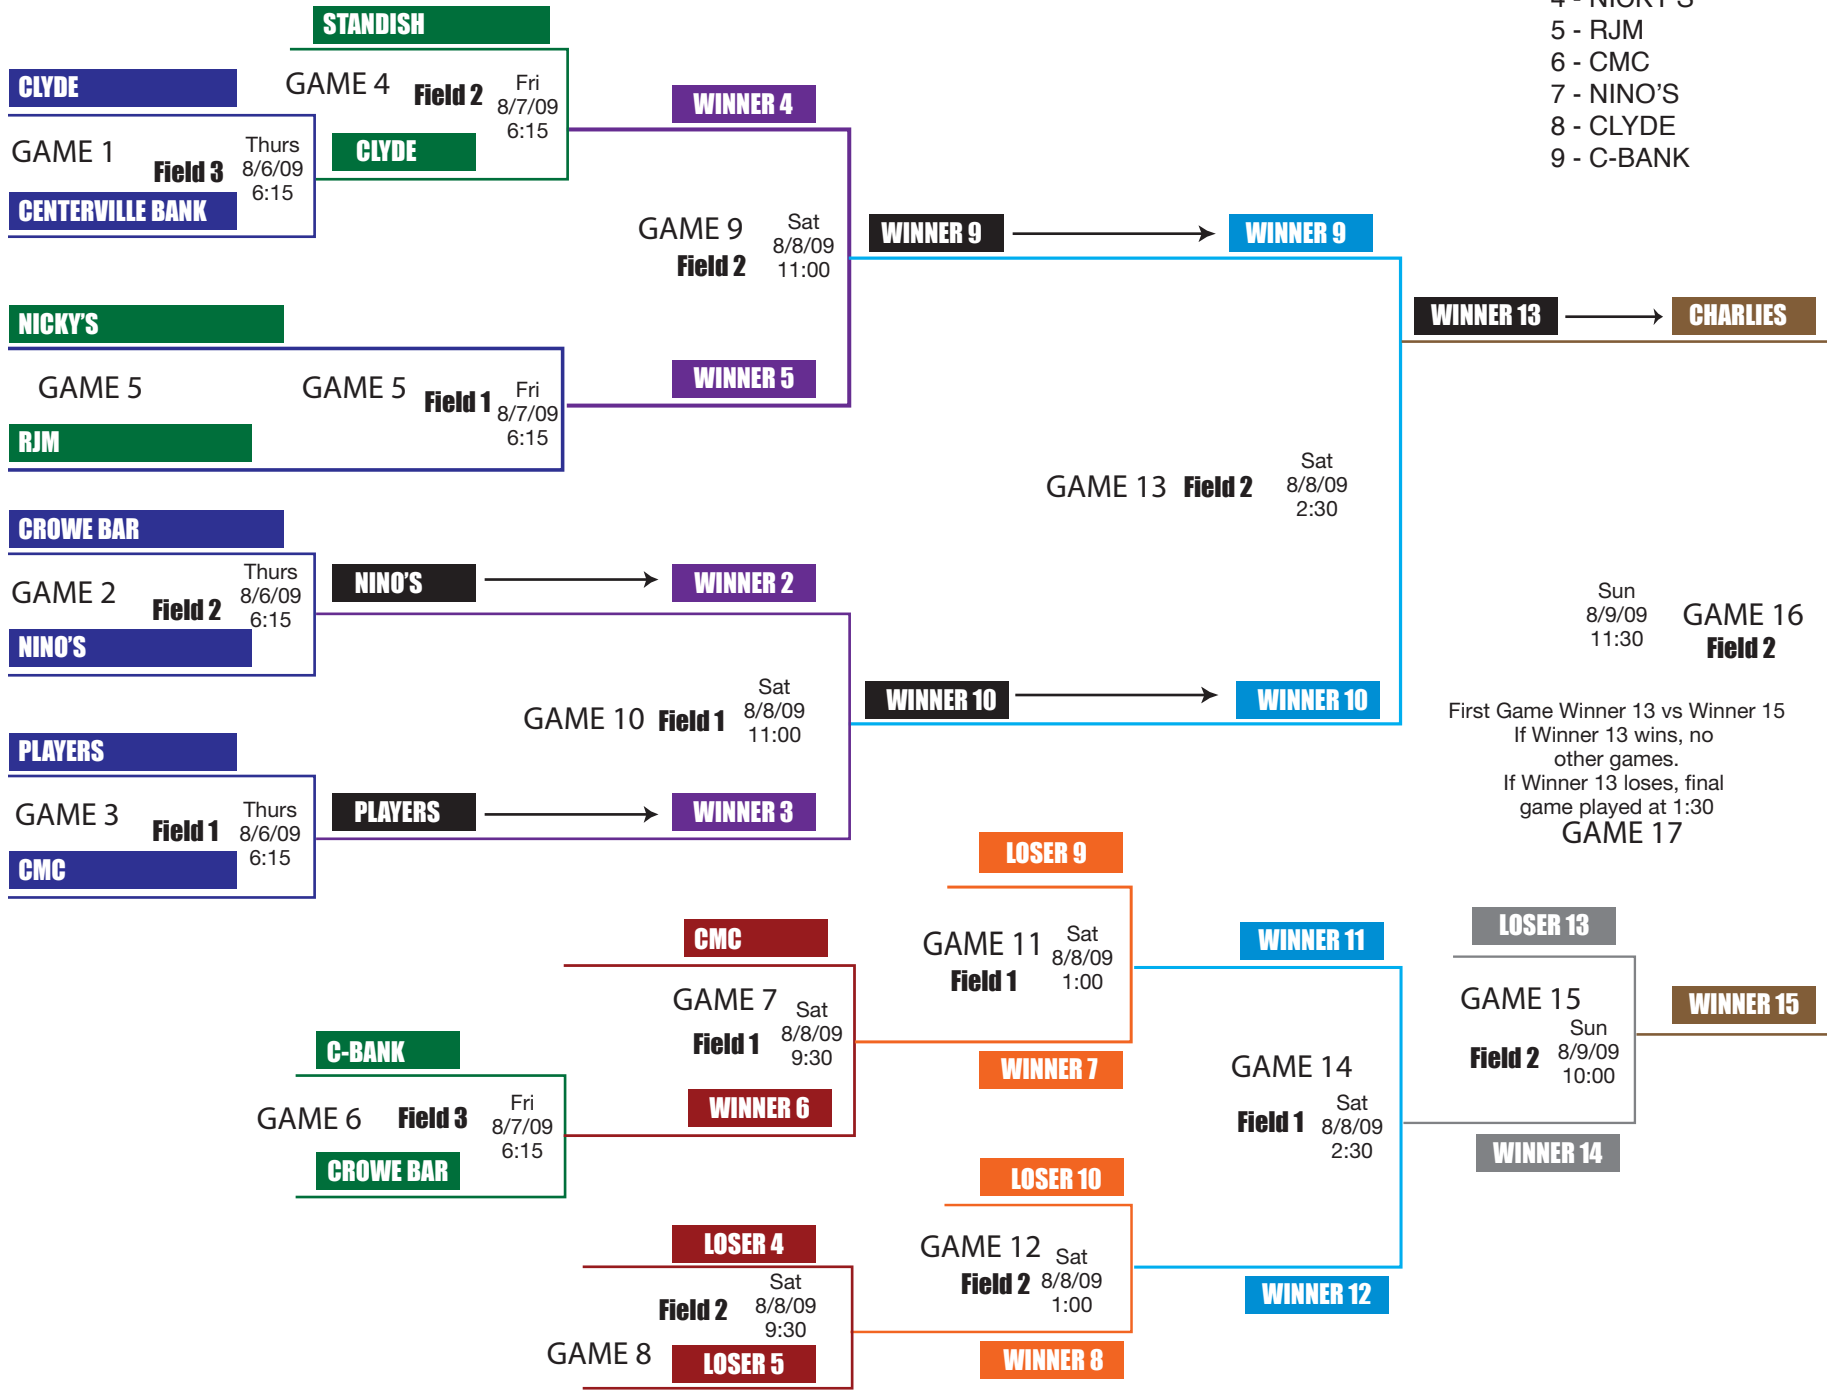 4 - NICKY'S
5 - RJM
6 - CMC
7 - NINO'S
8 - CLYDE
9 - C-BANK
STANDISH
GAME 4 Field 2
Fri
8/7/09
6:15
CLYDE
CLYDE
GAME 1 Field 3
Thurs
8/6/09
6:15
CENTERVILLE BANK
WINNER 4
GAME 9
Field 2
Sat
8/8/09
11:00
WINNER 5
NICKY'S
GAME 5
RJM
GAME 5 Field 1
Fri
8/7/09
6:15
WINNER 9
WINNER 9
WINNER 13
CHARLIES
GAME 13 Field 2
Sat
8/8/09
2:30
CROWE BAR
GAME 2 Field 2
Thurs
8/6/09
6:15
NINO'S
NINO'S
WINNER 2
GAME 10 Field 1
Sat
8/8/09
11:00
WINNER 10
WINNER 10
PLAYERS
GAME 3 Field 1
Thurs
8/6/09
6:15
CMC
PLAYERS
WINNER 3
Sun
8/9/09
11:30
GAME 16
Field 2
First Game Winner 13 vs Winner 15
If Winner 13 wins, no
other games.
If Winner 13 loses, final
game played at 1:30
GAME 17
LOSER 9
GAME 11
Field 1
Sat
8/8/09
1:00
WINNER 7
CMC
GAME 7
Field 1
Sat
8/8/09
9:30
WINNER 6
C-BANK
GAME 6 Field 3
Fri
8/7/09
6:15
CROWE BAR
WINNER 11
GAME 14
Field 1
Sat
8/8/09
2:30
WINNER 12
LOSER 13
GAME 15
Field 2
Sun
8/9/09
10:00
WINNER 14
WINNER 15
LOSER 10
GAME 12
Field 2
Sat
8/8/09
1:00
WINNER 8
LOSER 4
Field 2
Sat
8/8/09
9:30
GAME 8
LOSER 5